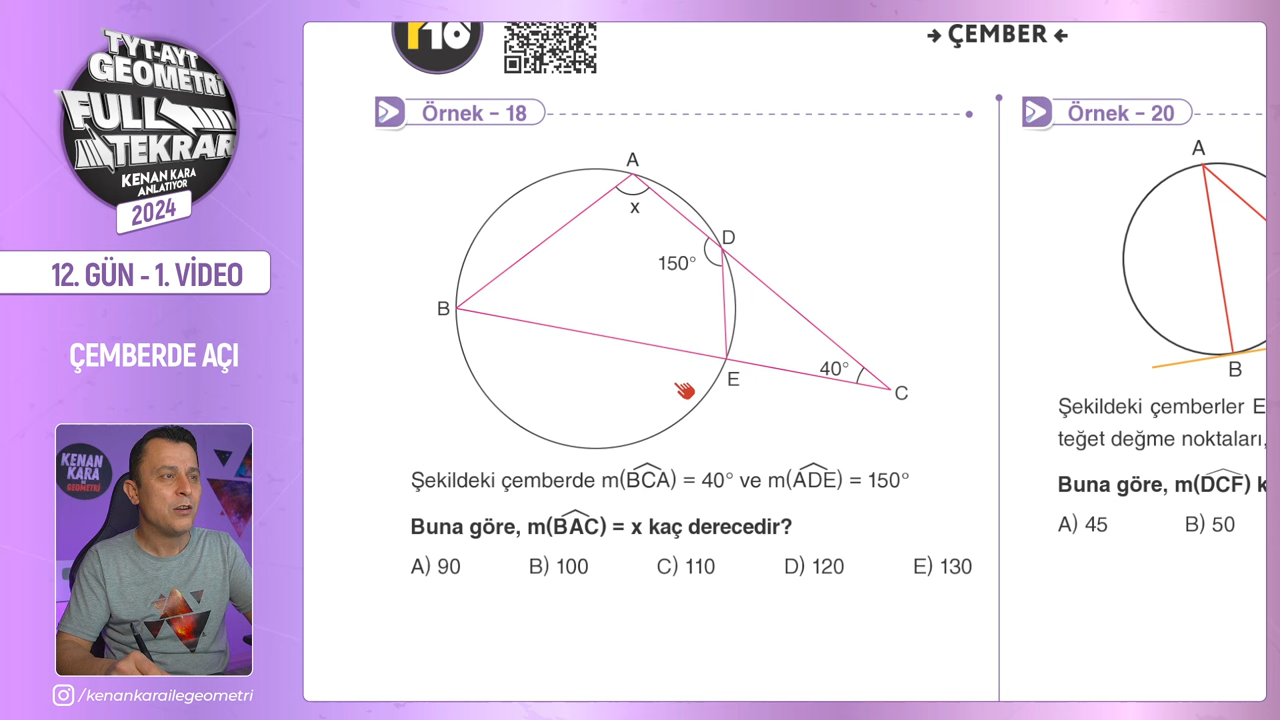 TYT-AYT
GEOMETRİ
FULL
TEKRAR
KENAN KARA
ANLATIYOR
2024
12. GÜN - 1. VİDEO
ÇEMBERDE AÇI
KENAN
KARA
GEOMETRİ
/kenankarailegeometri
r16
→ ÇEMBER ←
Örnek - 18
A
x
D
150°
B
E
40°
C
Şekildeki çemberde m(BCA) = 40° ve m(ADE) = 150°
Buna göre, m(BAC) = x kaç derecedir?
A) 90 B) 100 C) 110 D) 120 E) 130
Örnek - 20
A
B
Şekildeki çemberler E
teğet değme noktaları,
Buna göre, m(DCF) k
A) 45 B) 50